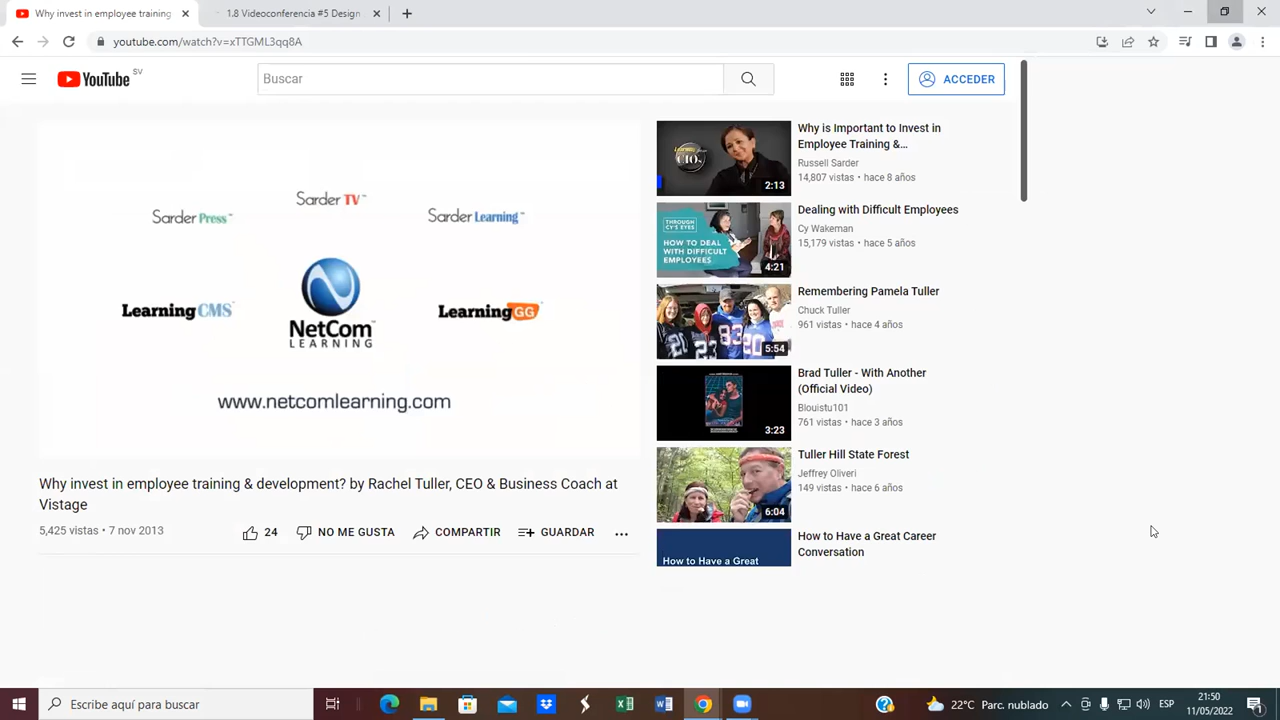 Why invest in employee training
1.8 Videoconferencia #5 Design
youtube.com/watch?v=xTTGML3qq8A
YouTube SV
Buscar
ACCEDER
Sarder Press™
Sarder TV™
Sarder Learning™
LearningCMS™
NetCom™
LEARNING
LearningGG™
www.netcomlearning.com
Why invest in employee training & development? by Rachel Tuller, CEO & Business Coach at
Vistage
5,425 vistas • 7 nov 2013
24
NO ME GUSTA
COMPARTIR
GUARDAR
Learning
CIOs
2:13
Why is Important to Invest in
Employee Training &...
Russell Sarder
14,807 vistas • hace 8 años
THROUGH
CY'S EYES
HOW TO DEAL
WITH DIFFICULT
EMPLOYEES
4:21
Dealing with Difficult Employees
Cy Wakeman
15,179 vistas • hace 5 años
5:54
Remembering Pamela Tuller
Chuck Tuller
961 vistas • hace 4 años
3:23
Brad Tuller - With Another
(Official Video)
Blouistu101
761 vistas • hace 3 años
6:04
Tuller Hill State Forest
Jeffrey Oliveri
149 vistas • hace 6 años
How to Have a Great
How to Have a Great Career
Conversation
Escribe aquí para buscar
22°C Parc. nublado
ESP
21:50
11/05/2022